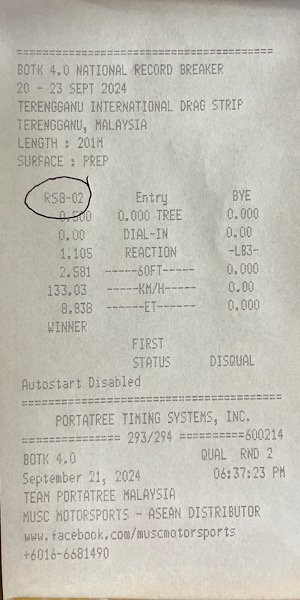 ==============================
BOTK 4.0 NATIONAL RECORD BREAKER
20 - 23 SEPT 2024
TERENGGANU INTERNATIONAL DRAG STRIP
TERENGGANU, MALAYSIA
LENGTH : 201M
SURFACE : PREP
RSB-02 Entry BYE
0.500 0.000 TREE 0.000
0.00 DIAL-IN 0.00
1.105 REACTION -LB3-
2.581 ------60FT------ 0.000
133.03 ------KM/H------ 0.00
8.838 ------ET------ 0.000
WINNER
FIRST
STATUS DISQUAL
Autostart Disabled
==============================
PORTATREE TIMING SYSTEMS, INC.
=============== 293/294 ==========600214
BOTK 4.0 QUAL RND 2
September 21, 2024 06:37:23 PM
TEAM PORTATREE MALAYSIA
MUSC MOTORSPORTS - ASEAN DISTRIBUTOR
www.facebook.com/muscmotorsports
+6016-6681490